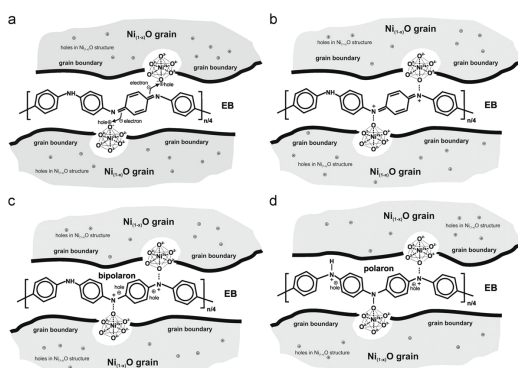 a
Ni(1-x)O grain
holes in Ni(1-x)O structure
grain boundary
grain boundary
electron
hole
NH
N
N
EB
n/4
hole
electron
grain boundary
grain boundary
holes in Ni(1-x)O structure
Ni(1-x)O grain
b
Ni(1-x)O grain
holes in Ni(1-x)O structure
grain boundary
grain boundary
O
NH
N
N
EB
n/4
O
grain boundary
grain boundary
holes in Ni(1-x)O structure
Ni(1-x)O grain
c
Ni(1-x)O grain
holes in Ni(1-x)O structure
grain boundary
grain boundary
O
bipolaron
hole
NH
N
hole
N
EB
n/4
O
grain boundary
grain boundary
holes in Ni(1-x)O structure
Ni(1-x)O grain
d
Ni(1-x)O grain
holes in Ni(1-x)O structure
grain boundary
grain boundary
O
H
polaron
N
hole
N
hole
N
EB
n/4
O
grain boundary
grain boundary
holes in Ni(1-x)O structure
Ni(1-x)O grain